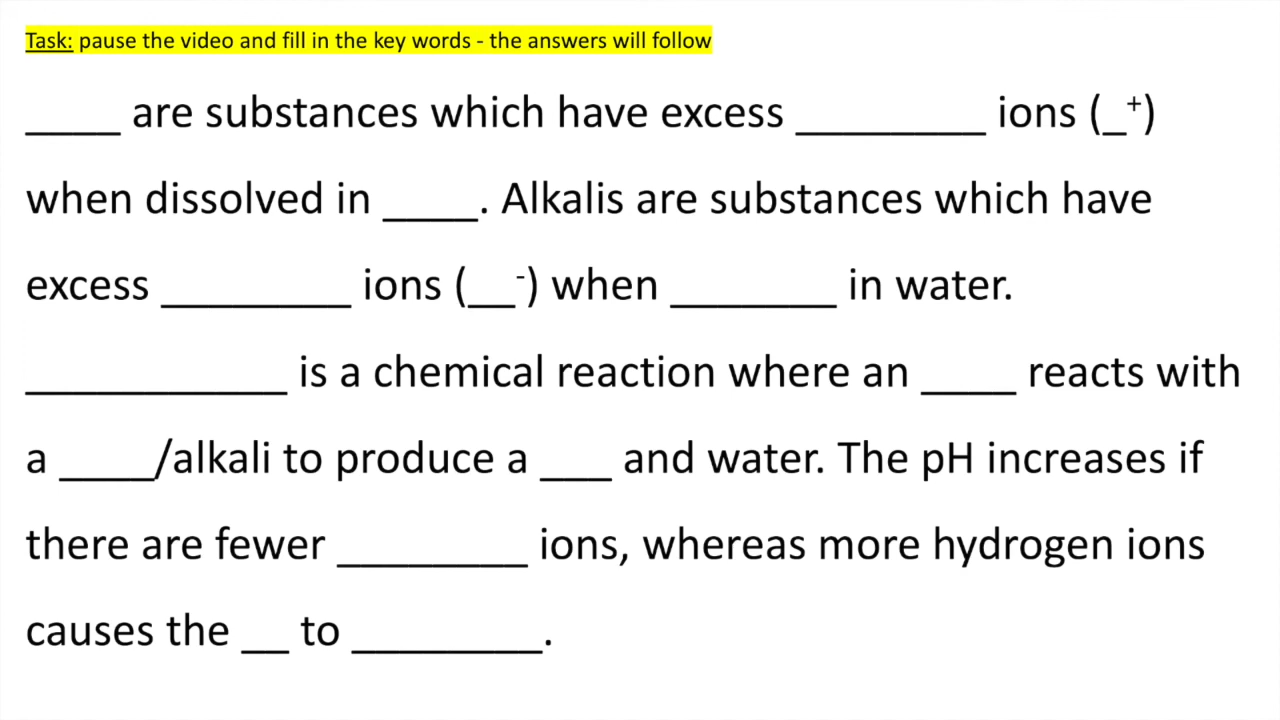 Task: pause the video and fill in the key words - the answers will follow
____ are substances which have excess ________ ions (_⁺)
when dissolved in ____. Alkalis are substances which have
excess ________ ions (__⁻) when _______ in water.
___________ is a chemical reaction where an ____ reacts with
a ____/alkali to produce a ___ and water. The pH increases if
there are fewer ________ ions, whereas more hydrogen ions
causes the __ to ________.